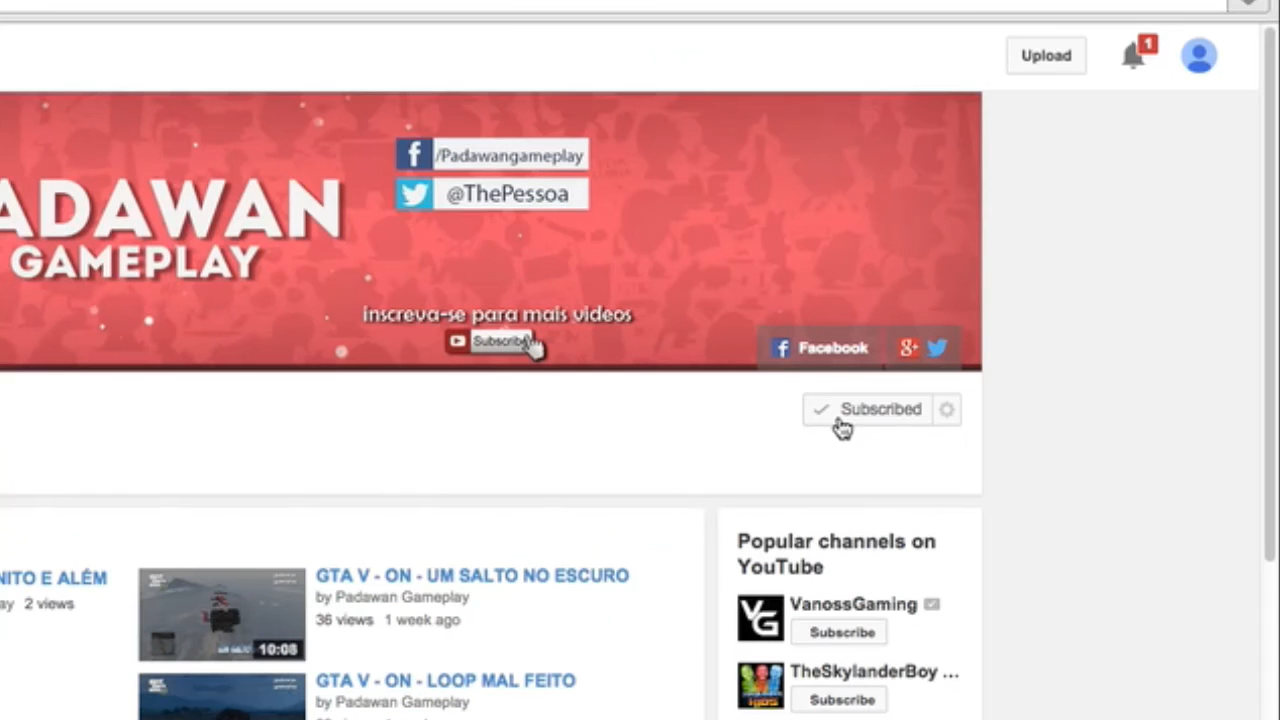 Upload
1
/Padawangameplay
@ThePessoa
ADAWAN
GAMEPLAY
inscreva-se para mais videos
Facebook
Subscribed
Popular channels on
YouTube
NITO E ALÉM
2 views
GTA V - ON - UM SALTO NO ESCURO
by Padawan Gameplay
36 views 1 week ago
10:08
VanossGaming
Subscribe
TheSkylanderBoy ...
Subscribe
GTA V - ON - LOOP MAL FEITO
by Padawan Gameplay